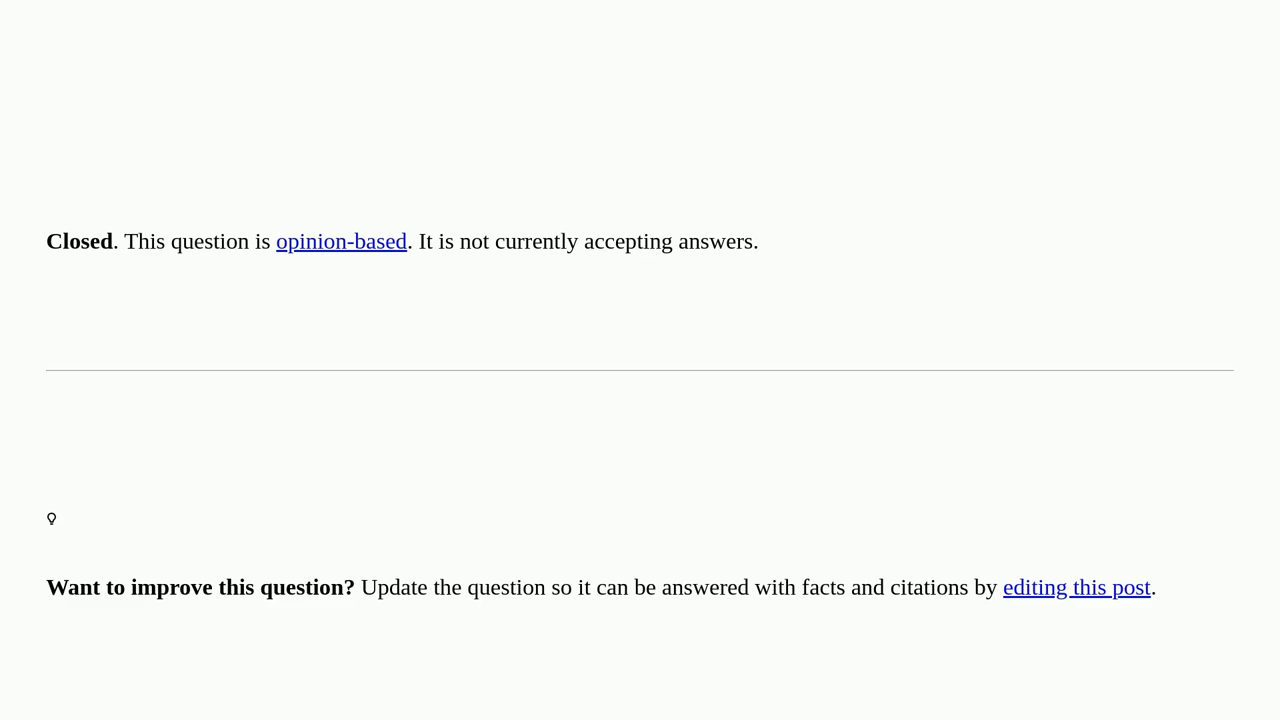 Closed. This question is opinion-based. It is not currently accepting answers.
Want to improve this question? Update the question so it can be answered with facts and citations by editing this post.